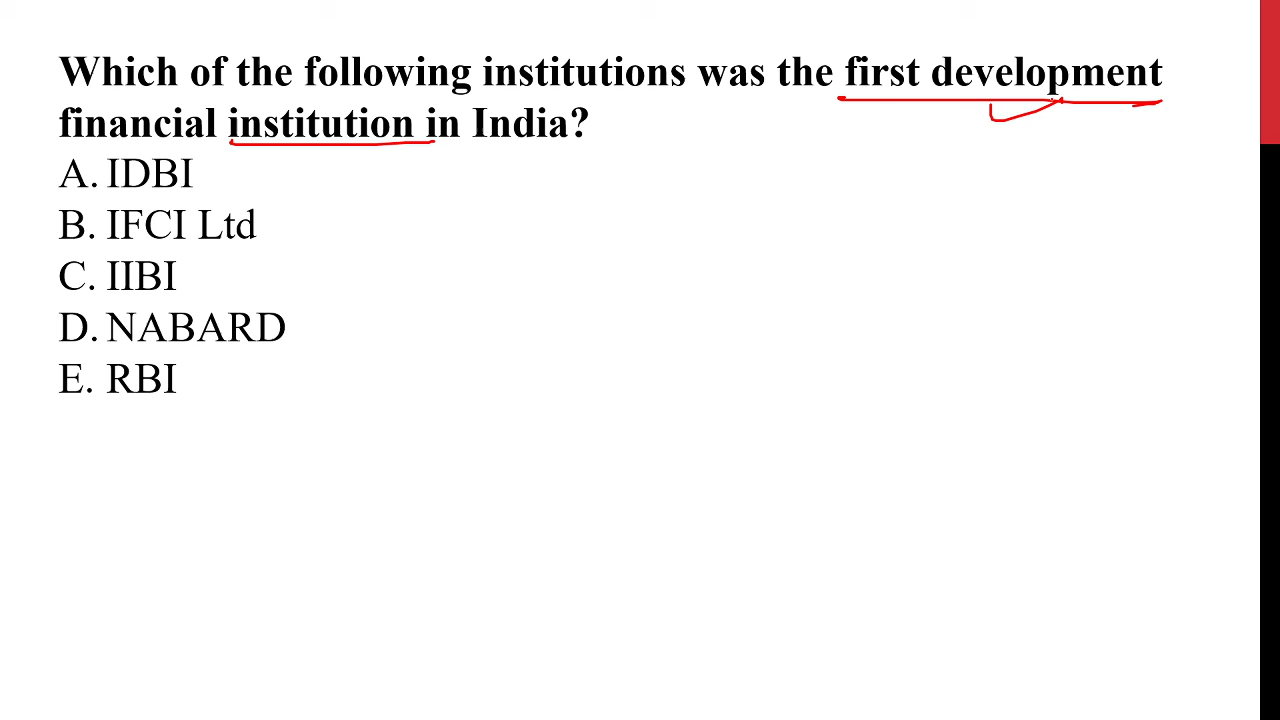 Which of the following institutions was the first development
financial institution in India?
A. IDBI
B. IFCI Ltd
C. IIBI
D. NABARD
E. RBI